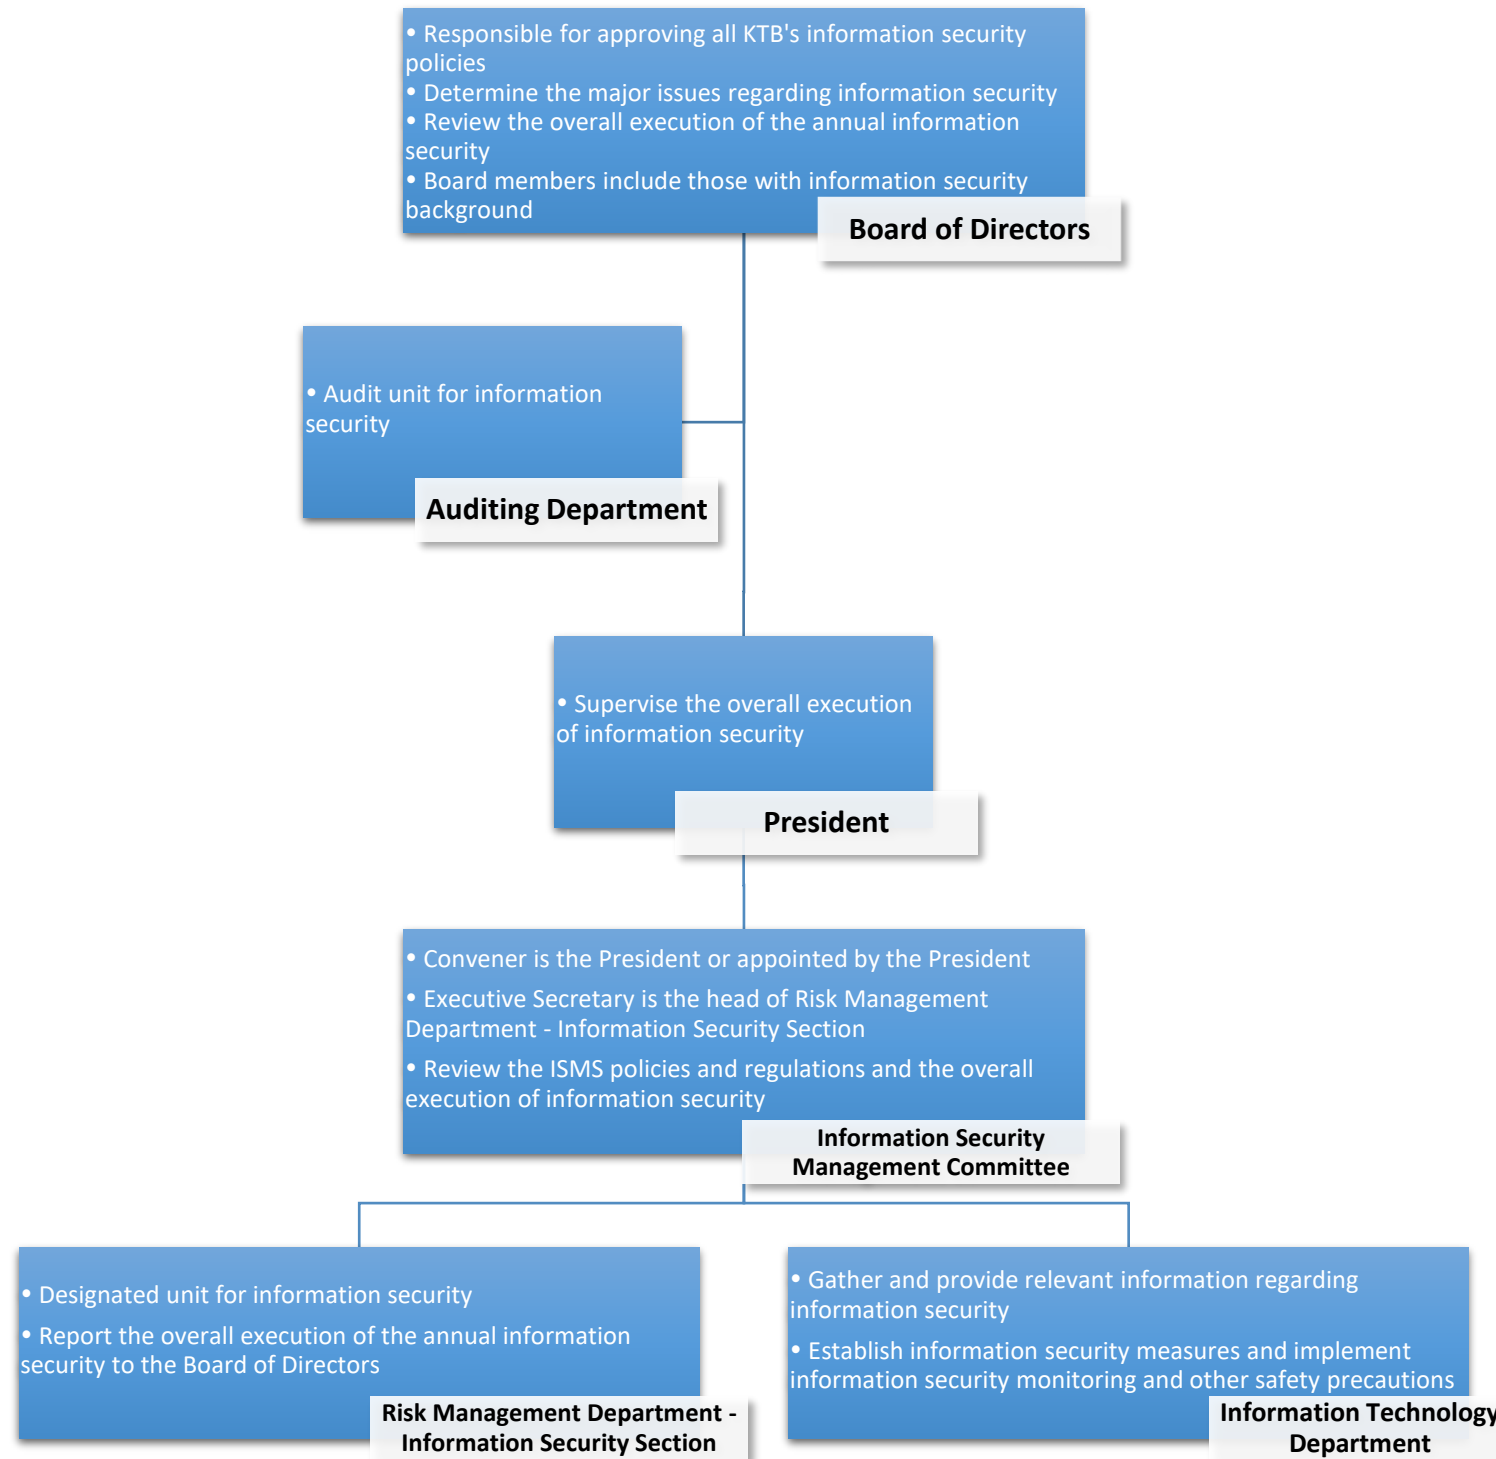 • Responsible for approving all KTB's information security
policies
• Determine the major issues regarding information security
• Review the overall execution of the annual information
security
• Board members include those with information security
background
Board of Directors
• Audit unit for information
security
Auditing Department
• Supervise the overall execution
of information security
President
• Convener is the President or appointed by the President
• Executive Secretary is the head of Risk Management
Department - Information Security Section
• Review the ISMS policies and regulations and the overall
execution of information security
Information Security
Management Committee
• Designated unit for information security
• Report the overall execution of the annual information
security to the Board of Directors
Risk Management Department -
Information Security Section
• Gather and provide relevant information regarding
information security
• Establish information security measures and implement
information security monitoring and other safety precautions
Information Technology
Department